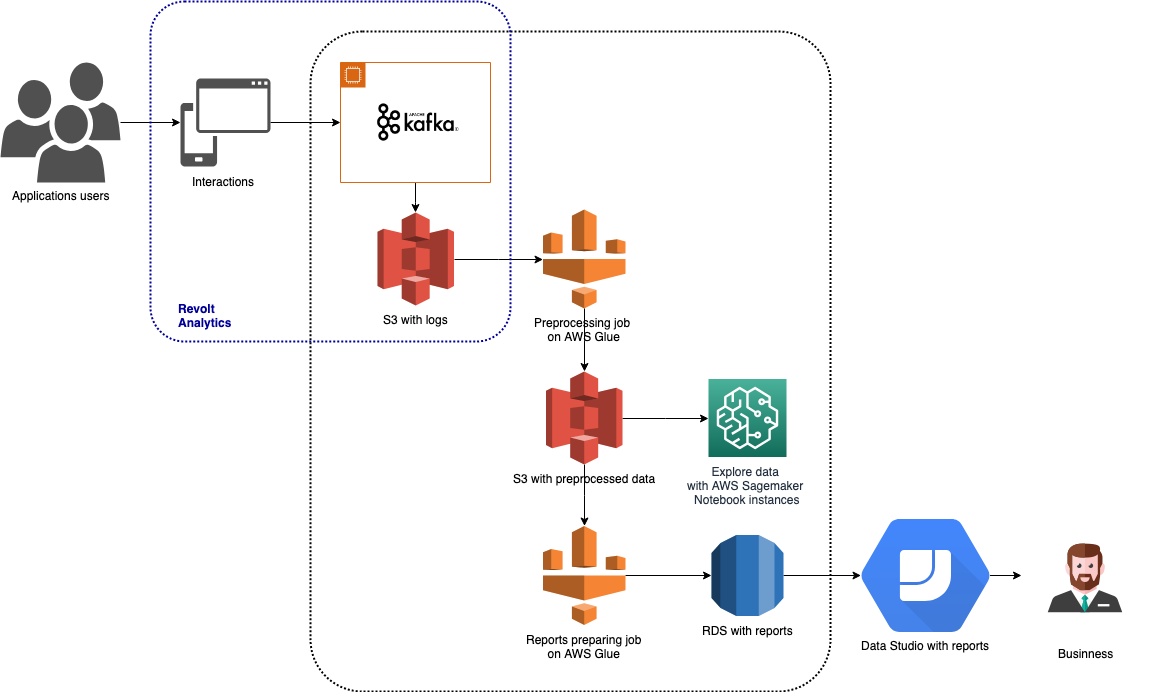 APACHE
kafka
Applications users
Interactions
Revolt
Analytics
S3 with logs
Preprocessing job
on AWS Glue
S3 with preprocessed data
Explore data
with AWS Sagemaker
Notebook instances
Reports preparing job
on AWS Glue
RDS with reports
Data Studio with reports
Businness